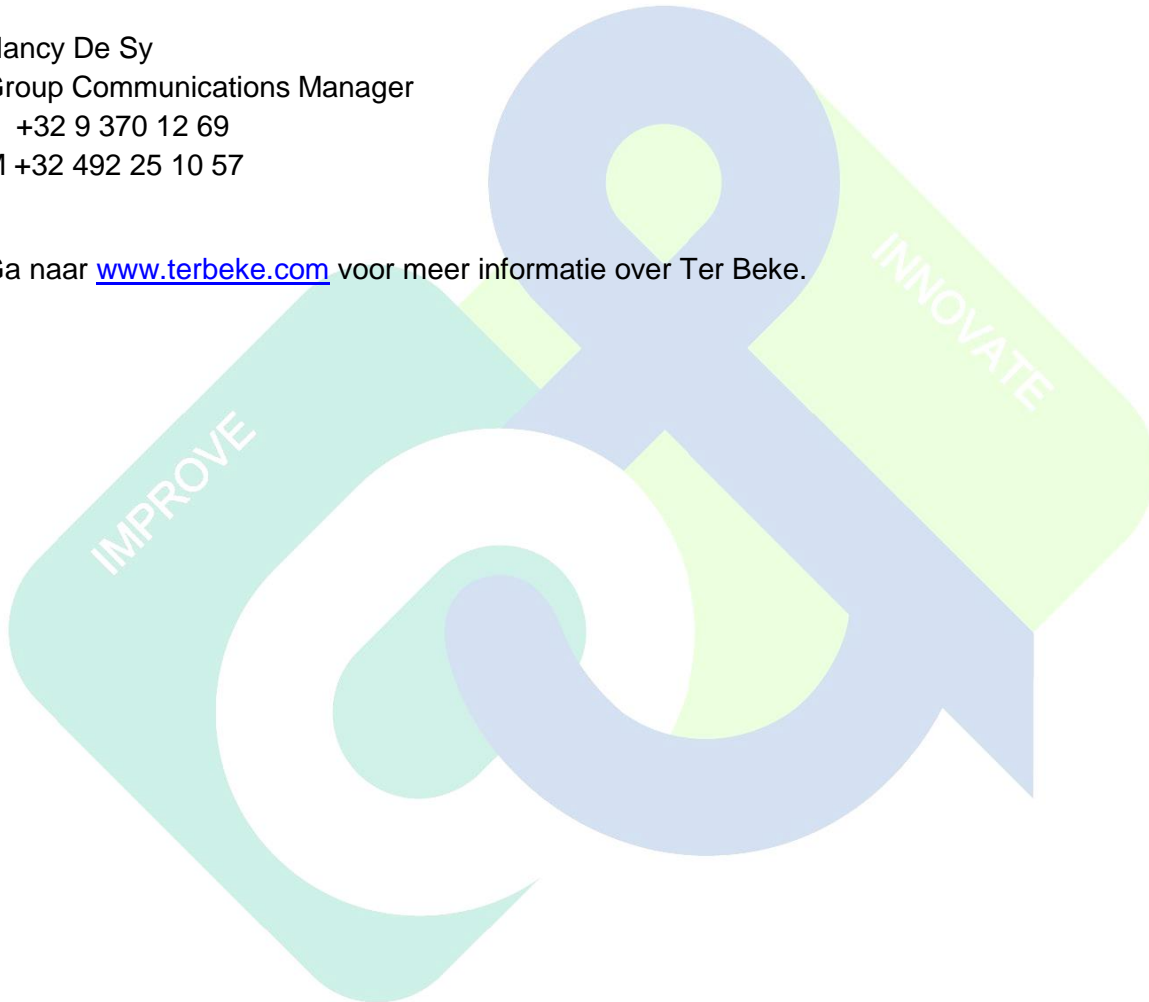 Nancy De Sy
Group Communications Manager
+32 9 370 12 69
M +32 492 25 10 57
Ga naar www.terbeke.com voor meer informatie over Ter Beke.
INNOVATE
IMPROVE